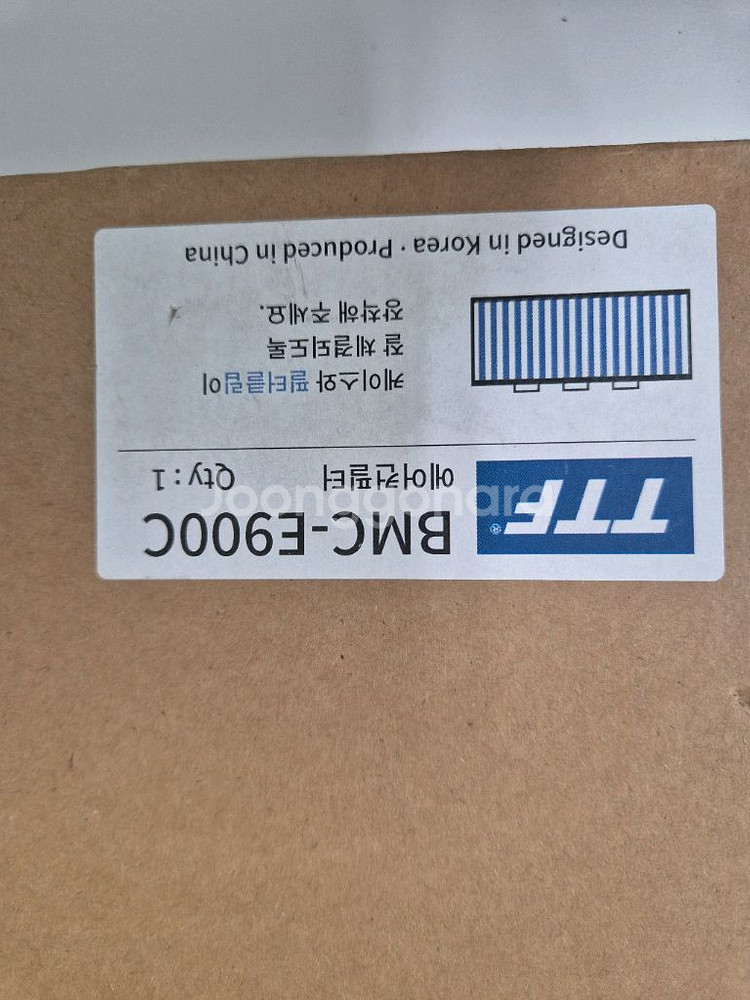 TTF®
BMC-E900C
에어컨필터 Qty : 1
케이스와 필터클립이
잘 체결되도록
장착해 주세요.
Designed in Korea · Produced in China
Joonggonara